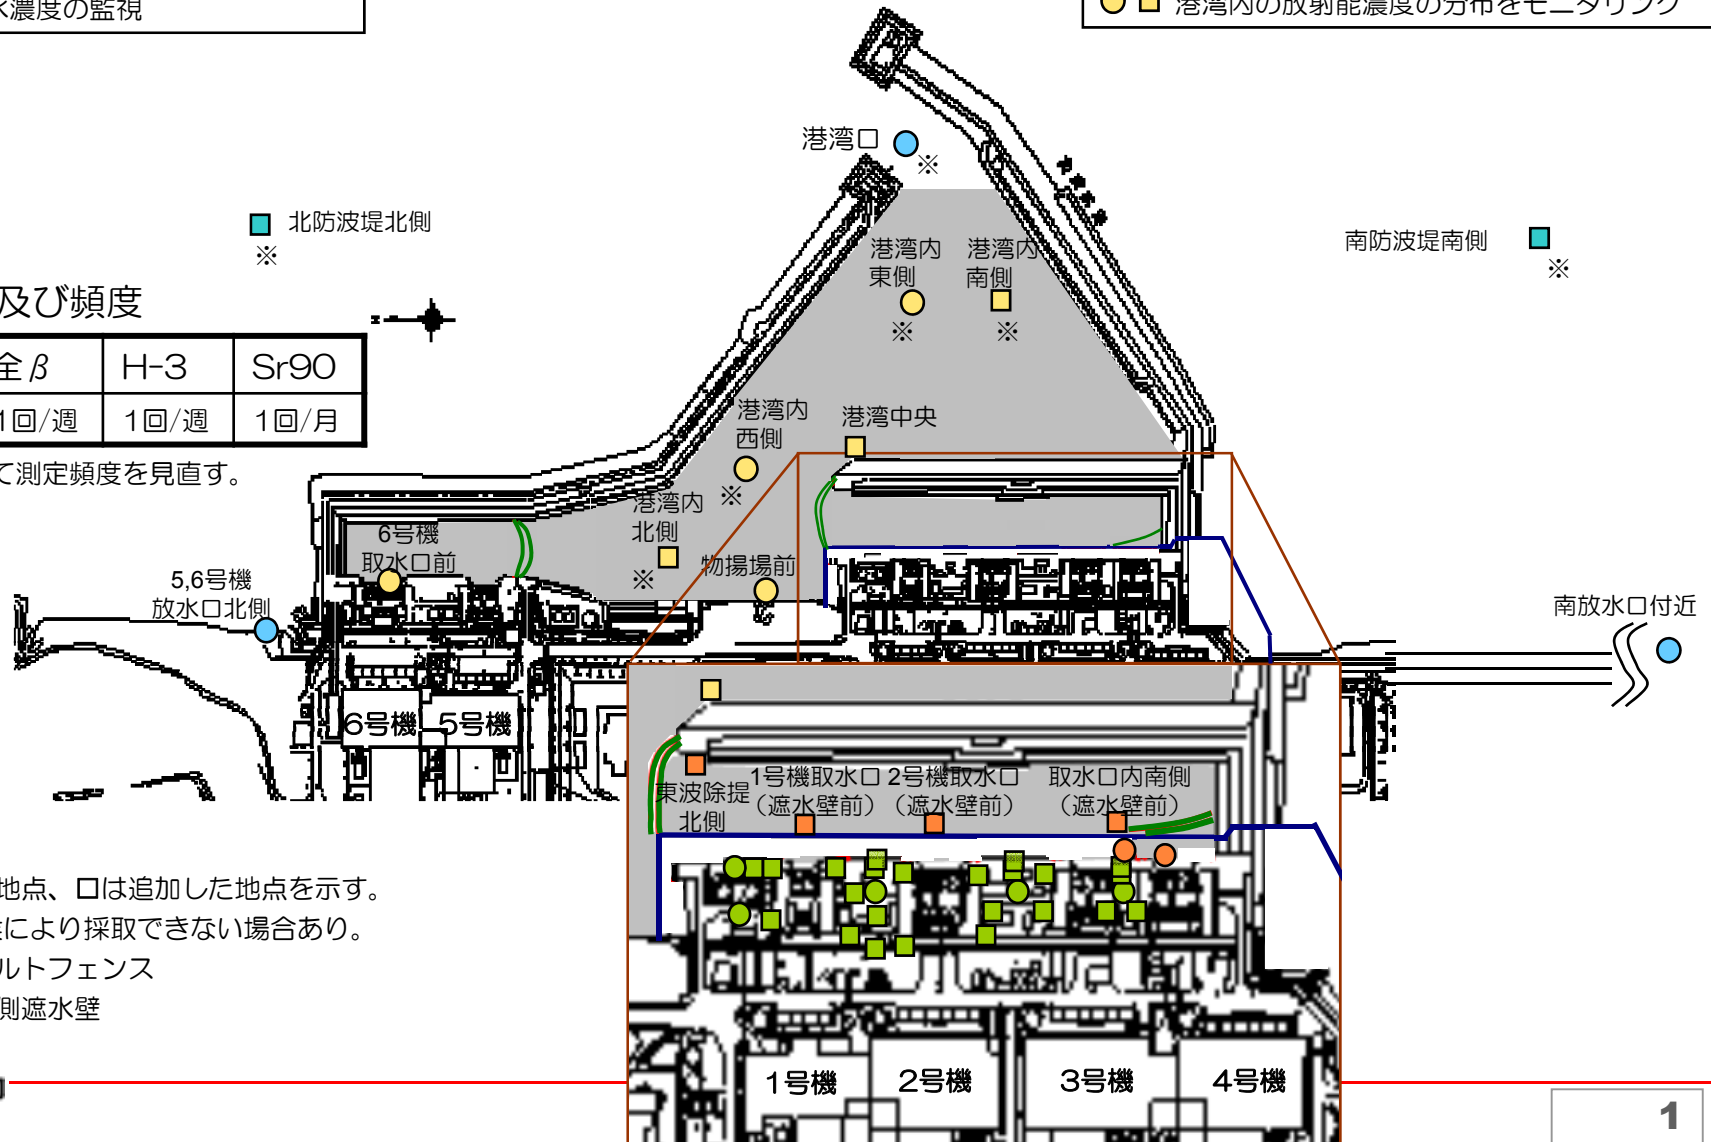 水濃度の監視
港湾内の放射能濃度の分布をモニタリング
港湾口
※
北防波堤北側
※
南防波堤南側
※
港湾内
東側
※
港湾内
南側
※
及び頻度
全β H-3 Sr90
1回/週 1回/週 1回/月
て測定頻度を見直す。
港湾内
西側
※
港湾中央
港湾内
北側
※
物揚場前
6号機
取水口前
5,6号機
放水口北側
南放水口付近
6号機 5号機
東波除堤
北側
1号機取水口
（遮水壁前）
2号機取水口
（遮水壁前）
取水口内南側
（遮水壁前）
地点、□は追加した地点を示す。
により採取できない場合あり。
ルトフェンス
側遮水壁
1号機 2号機 3号機 4号機
1